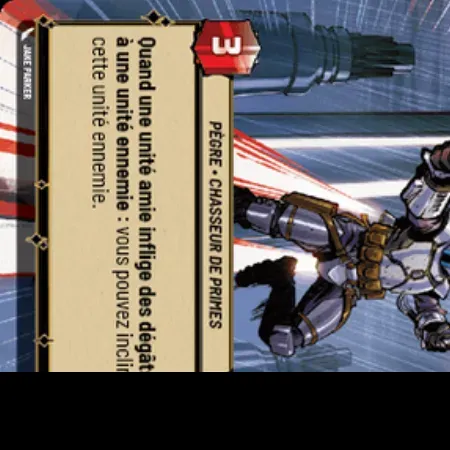 3
PÈGRE • CHASSEUR DE PRIMES
Quand une unité amie inflige des
à une unité ennemie : vous pouvez
cette unité ennemie.
JAKE PARKER